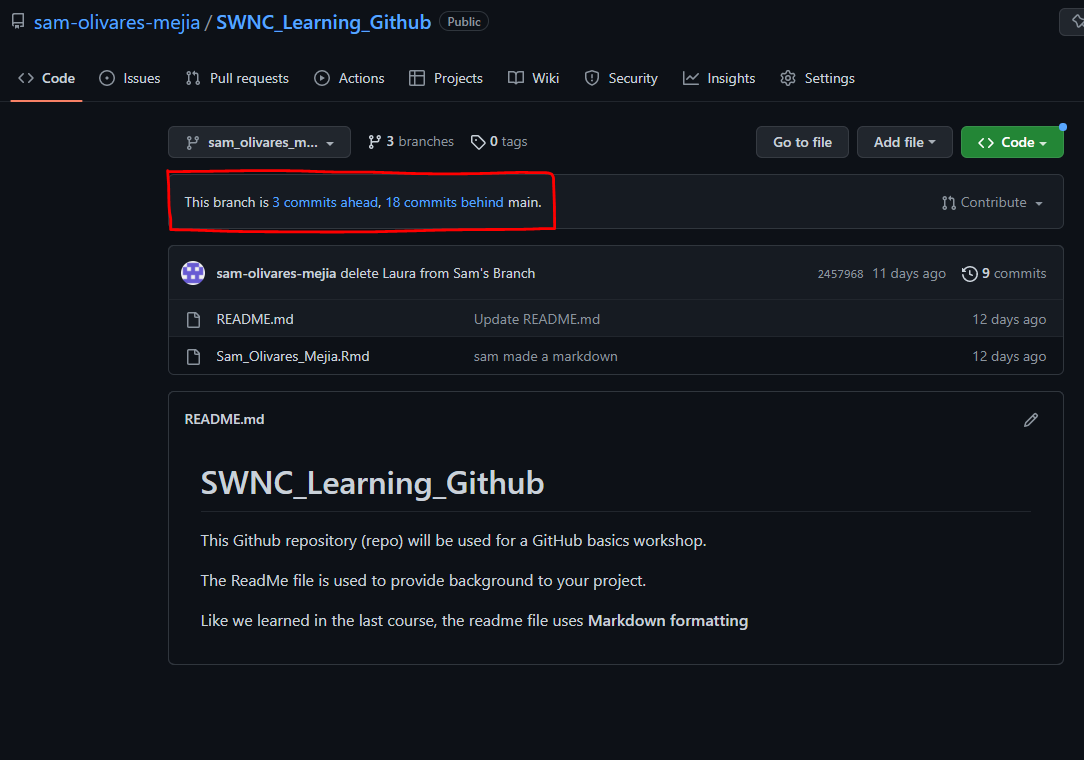 sam-olivares-mejia / SWNC_Learning_Github Public
Code Issues Pull requests Actions Projects Wiki Security Insights Settings
sam_olivares_m... 3 branches 0 tags Go to file Add file Code
This branch is 3 commits ahead, 18 commits behind main. Contribute
sam-olivares-mejia delete Laura from Sam's Branch 2457968 11 days ago 9 commits
README.md Update README.md 12 days ago
Sam_Olivares_Mejia.Rmd sam made a markdown 12 days ago
README.md
SWNC_Learning_Github
This Github repository (repo) will be used for a GitHub basics workshop.
The ReadMe file is used to provide background to your project.
Like we learned in the last course, the readme file uses Markdown formatting